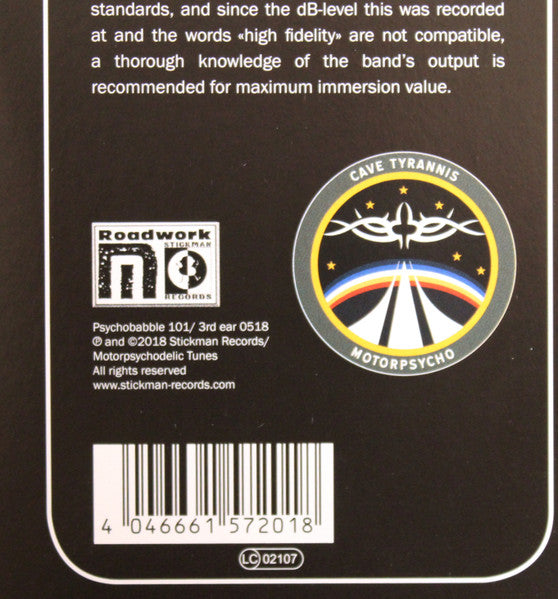 standards, and since the dB-level this was recorded
at and the words «high fidelity» are not compatible,
a thorough knowledge of the band's output is
recommended for maximum immersion value.
CAVE TYRANNIS
MOTORPSYCHO
Roadwork
STICKMAN
RECORDS
Psychobabble 101/ 3rd ear 0518
℗ and ©2018 Stickman Records/
Motorpsychodelic Tunes
All rights reserved
www.stickman-records.com
4 046661 572018
LC 02107